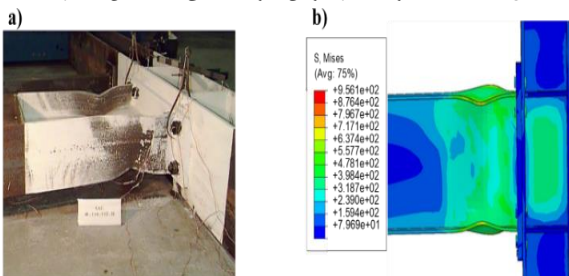 a)
b)
S, Mises
(Avg: 75%)
+9.561e+02
+8.764e+02
+7.967e+02
+7.171e+02
+6.374e+02
+5.577e+02
+4.781e+02
+3.984e+02
+3.187e+02
+2.390e+02
+1.594e+02
+7.969e+01